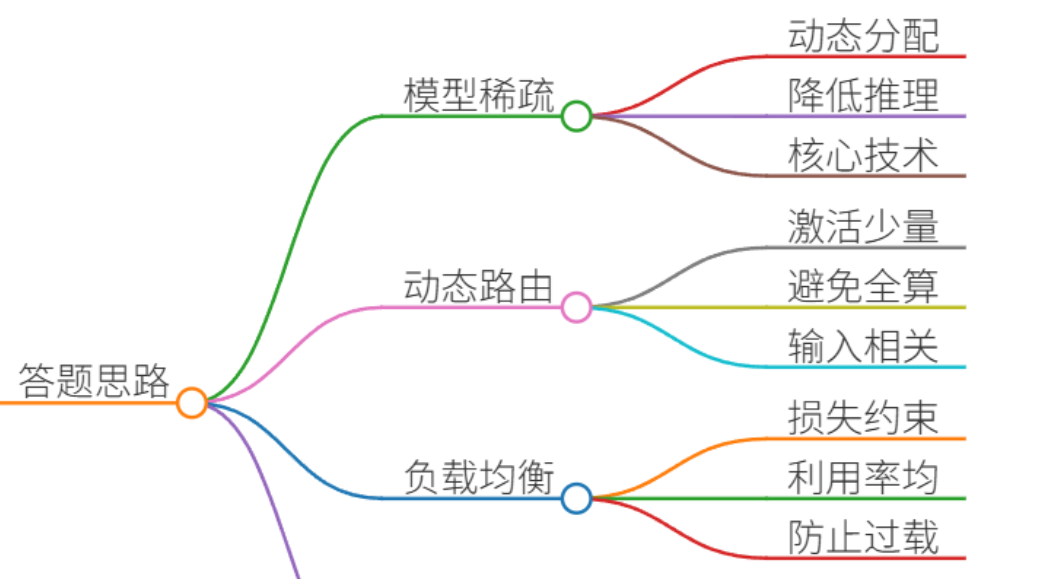 动态分配
模型稀疏
降低推理
核心技术
激活少量
动态路由
避免全算
输入相关
答题思路
损失约束
负载均衡
利用率均
防止过载